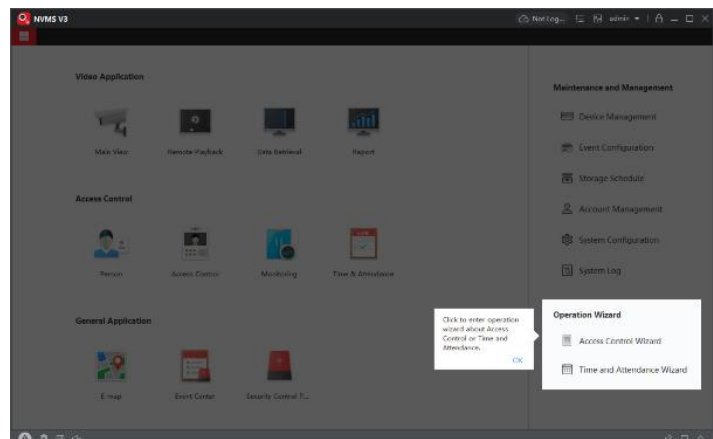 NVMS V3
Not Log...
admin
Video Application
Main View
Remote Playback
Data Retrieval
Report
Access Control
Person
Access Control
Monitoring
Time & Attendance
General Application
E-map
Event Center
Security Control Pa...
Maintenance and Management
Device Management
Event Configuration
Storage Schedule
Account Management
System Configuration
System Log
Click to enter operation
wizard about Access
Control or Time and
Attendance.
OK
Operation Wizard
Access Control Wizard
Time and Attendance Wizard